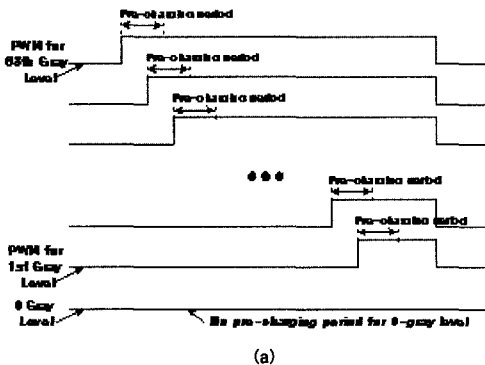 Pre-charging period
PWM for
63th Gray
Level
Pre-charging period
Pre-charging period
•••
Pre-charging period
Pre-charging period
PWM for
1st Gray
Level
0 Gray
Level
No pre-charging period for 0-gray level
(a)